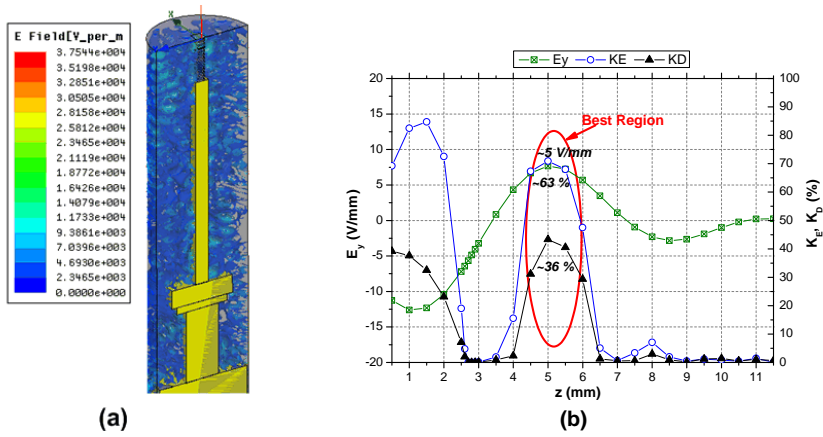 X
E Field[V_per_m
3.7544e+004
3.5198e+004
3.2851e+004
3.0505e+004
2.8158e+004
2.5812e+004
2.3465e+004
2.1119e+004
1.8772e+004
1.6426e+004
1.4079e+004
1.1733e+004
9.3861e+003
7.0396e+003
4.6930e+003
2.3465e+003
0.0000e+000
(a)
Ey KE KD
20
15
10
5
0
-5
-10
-15
-20
E_y (V/mm)
Best Region
~5 V/mm
~63 %
~36 %
100
90
80
70
60
50
40
30
20
10
0
K_E, K_D (%)
1 2 3 4 5 6 7 8 9 10 11
z (mm)
(b)